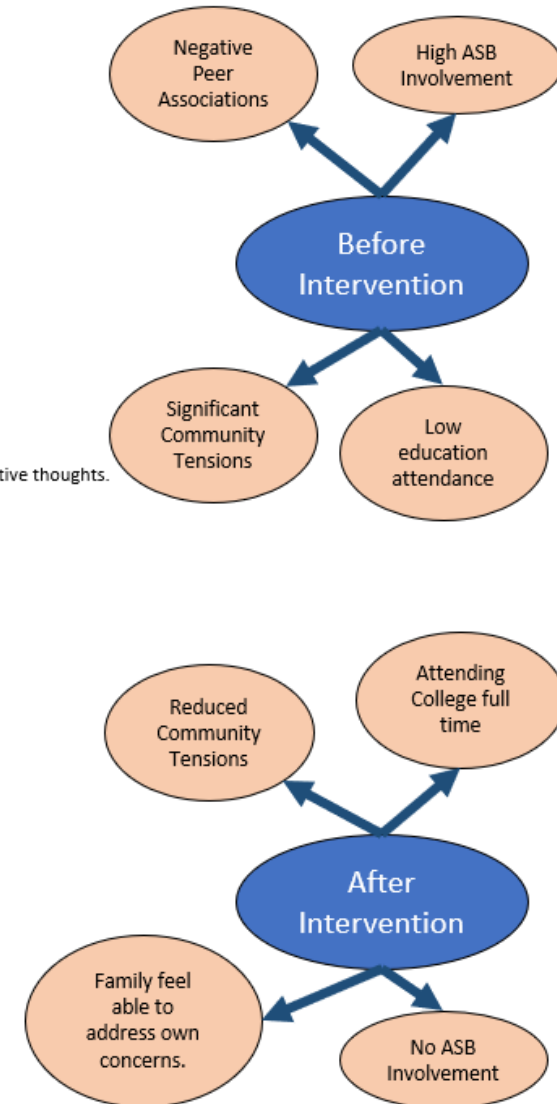 Negative
Peer
Associations
High ASB
Involvement
Before
Intervention
Significant
Community
Tensions
Low
education
attendance
tive thoughts.
Attending
College full
time
Reduced
Community
Tensions
After
Intervention
Family feel
able to
address own
concerns.
No ASB
Involvement